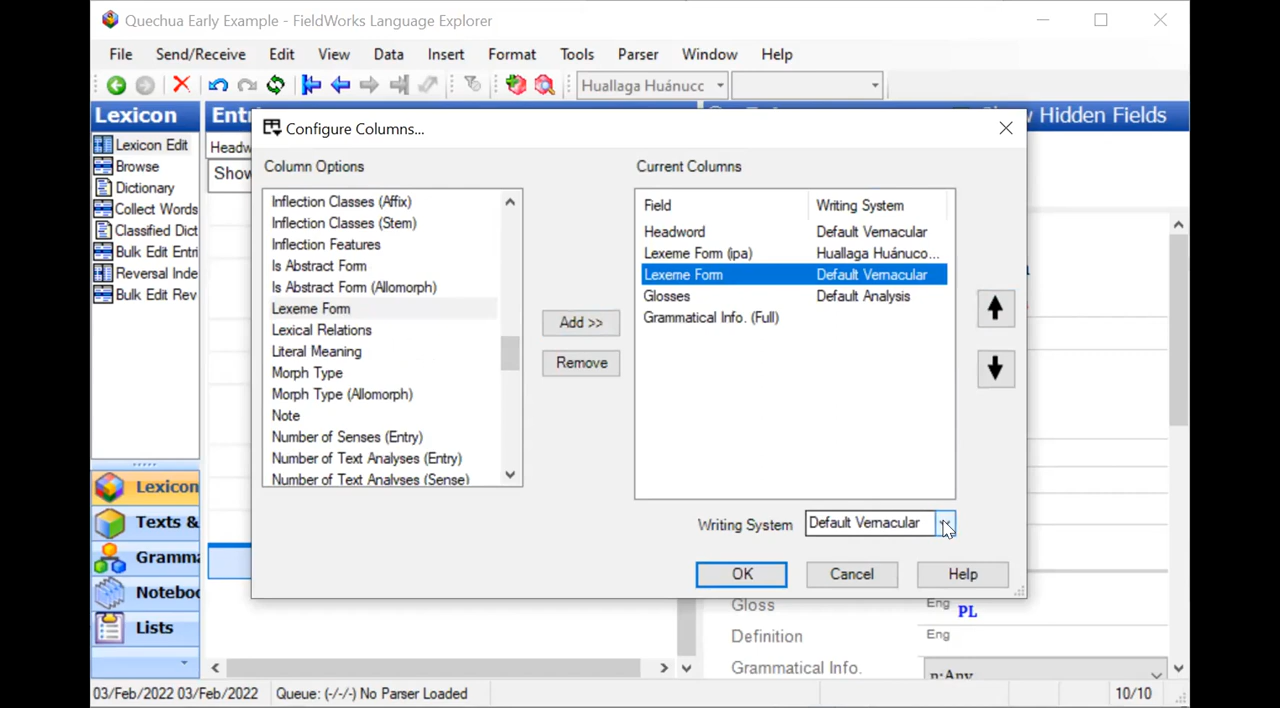 Quechua Early Example - FieldWorks Language Explorer
File Send/Receive Edit View Data Insert Format Tools Parser Window Help
Huallaga Huánucc
Lexicon
Lexicon Edit
Browse
Dictionary
Collect Words
Classified Dict
Bulk Edit Entri
Reversal Inde
Bulk Edit Rev
Lexicon
Texts &
Gramma
Notebo
Lists
Entri
Headw
Show
Hidden Fields
Configure Columns...
Column Options
Inflection Classes (Affix)
Inflection Classes (Stem)
Inflection Features
Is Abstract Form
Is Abstract Form (Allomorph)
Lexeme Form
Lexical Relations
Literal Meaning
Morph Type
Morph Type (Allomorph)
Note
Number of Senses (Entry)
Number of Text Analyses (Entry)
Number of Text Analyses (Sense)
Add >>
Remove
Current Columns
Field Writing System
Headword Default Vernacular
Lexeme Form (ipa) Huallaga Huánuco...
Lexeme Form Default Vernacular
Glosses Default Analysis
Grammatical Info. (Full)
Writing System Default Vernacular
OK Cancel Help
Gloss Eng PL
Definition Eng
Grammatical Info. n:Any
03/Feb/2022 03/Feb/2022 Queue: (-/-/-) No Parser Loaded 10/10